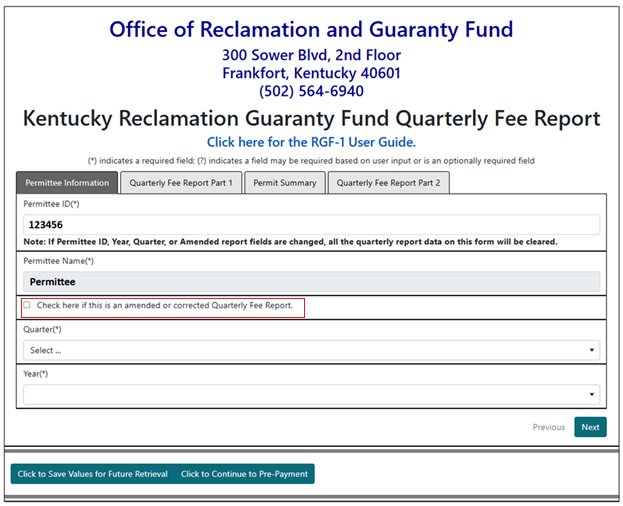 Office of Reclamation and Guaranty Fund
300 Sower Blvd, 2nd Floor
Frankfort, Kentucky 40601
(502) 564-6940
Kentucky Reclamation Guaranty Fund Quarterly Fee Report
Click here for the RGF-1 User Guide.
(*) indicates a required field; (?) indicates a field may be required based on user input or is an optionally required field
Permittee Information
Quarterly Fee Report Part 1
Permit Summary
Quarterly Fee Report Part 2
Permittee ID(*)
123456
Note: If Permittee ID, Year, Quarter, or Amended report fields are changed, all the quarterly report data on this form will be cleared.
Permittee Name(*)
Permittee
Check here if this is an amended or corrected Quarterly Fee Report.
Quarter(*)
Select ...
Year(*)
Previous
Next
Click to Save Values for Future Retrieval
Click to Continue to Pre-Payment